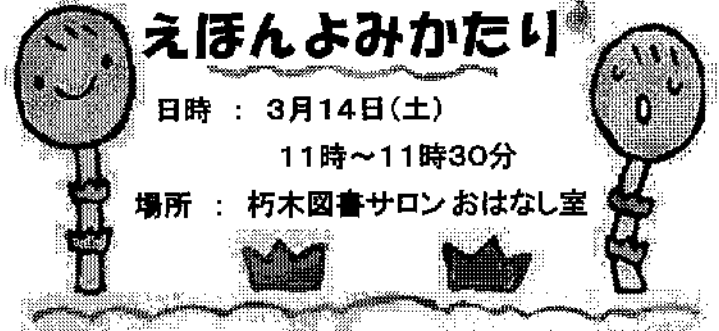 えほんよみかたり
日時 : 3月14日(土)
11時~11時30分
場所 : 朽木図書サロン おはなし室